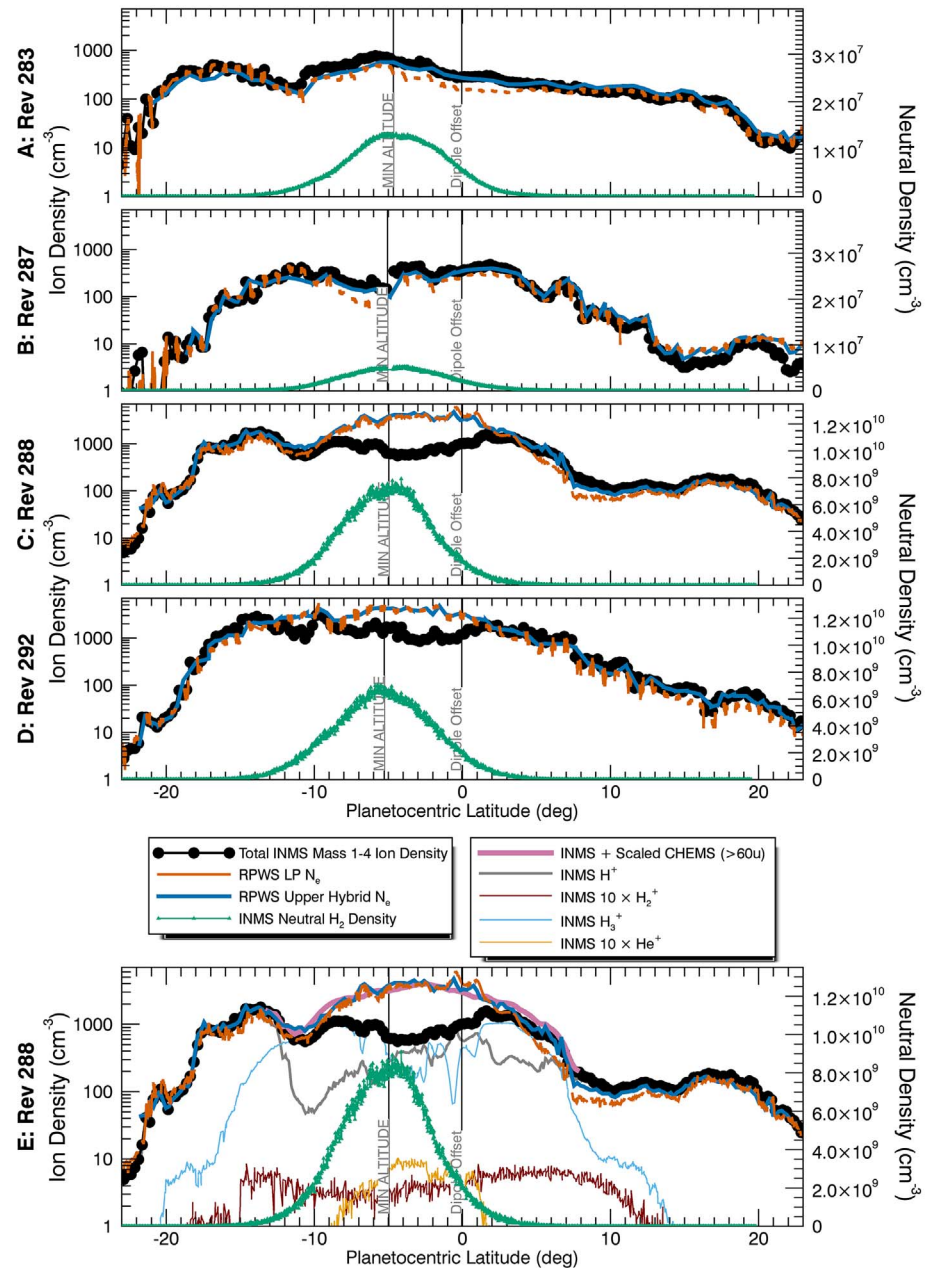 A: Rev 283
Ion Density (cm-3)
1000
100
10
1
MIN ALTITUDE
Dipole Offset
3×10⁷
2×10⁷
1×10⁷
0
Neutral Density (cm-3)
B: Rev 287
1000
100
10
1
MIN ALTITUDE
Dipole Offset
3×10⁷
2×10⁷
1×10⁷
0
C: Rev 288
Ion Density (cm-3)
1000
100
10
1
MIN ALTITUDE
Dipole Offset
1.2×10¹⁰
1.0×10¹⁰
8.0×10⁹
6.0×10⁹
4.0×10⁹
2.0×10⁹
0
Neutral Density (cm-3)
D: Rev 292
1000
100
10
1
MIN ALTITUDE
Dipole Offset
1.2×10¹⁰
1.0×10¹⁰
8.0×10⁹
6.0×10⁹
4.0×10⁹
2.0×10⁹
0
-20 -10 0 10 20
Planetocentric Latitude (deg)
Total INMS Mass 1-4 Ion Density
RPWS LP Ne
RPWS Upper Hybrid Ne
INMS Neutral H2 Density
INMS + Scaled CHEMS (>60u)
INMS H+
INMS 10 × H2+
INMS H3+
INMS 10 × He+
E: Rev 288
Ion Density (cm-3)
1000
100
10
1
MIN ALTITUDE
Dipole Offset
1.2×10¹⁰
1.0×10¹⁰
8.0×10⁹
6.0×10⁹
4.0×10⁹
2.0×10⁹
0
Neutral Density (cm-3)
-20 -10 0 10 20
Planetocentric Latitude (deg)